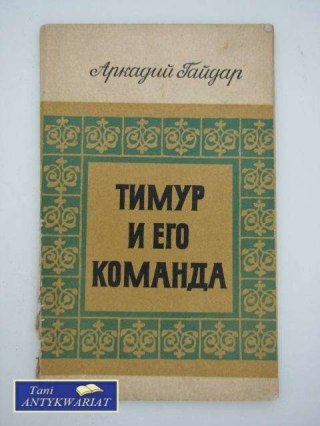 Аркадий Гайдар
ТИМУР
И ЕГО
КОМАНДА
Tani
ANTYKWARIAT